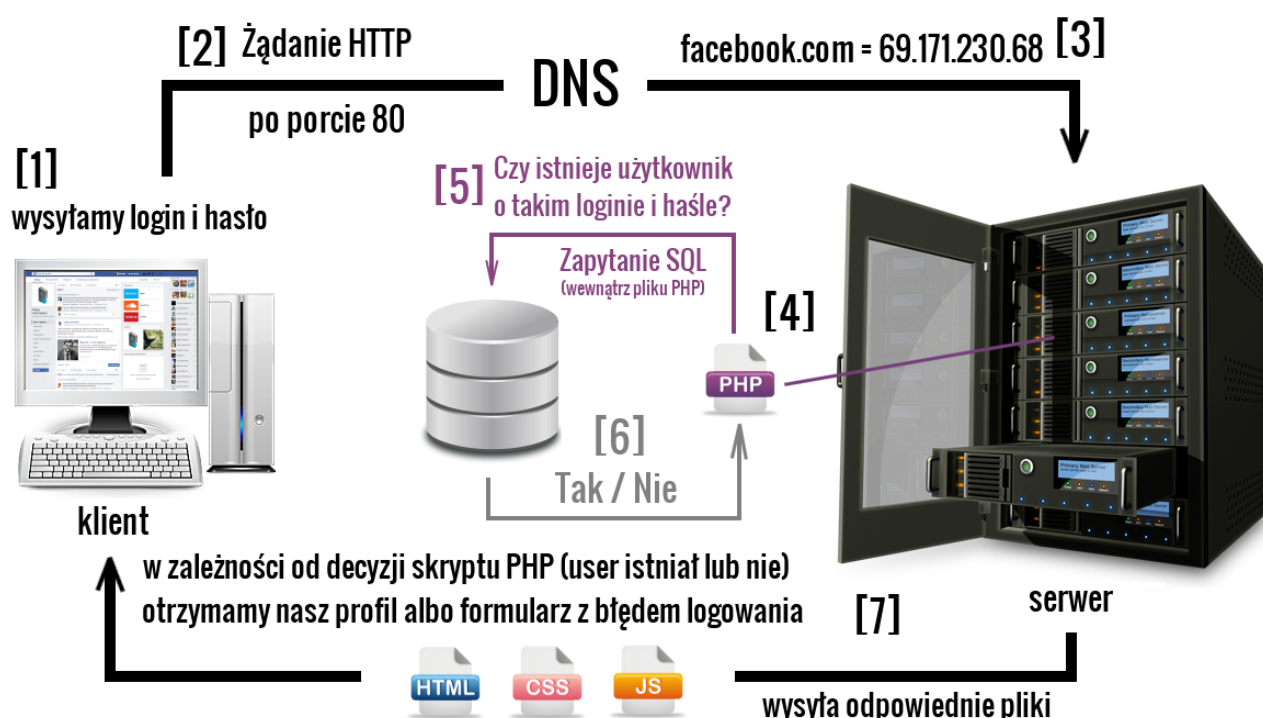 [2] Żądanie HTTP
po porcie 80
DNS
facebook.com = 69.171.230.68 [3]
[1]
wysyłamy login i hasło
[5] Czy istnieje użytkownik
o takim loginie i haśle?
Zapytanie SQL
(wewnątrz pliku PHP)
[4]
PHP
[6]
Tak / Nie
klient
serwer
w zależności od decyzji skryptu PHP (user istniał lub nie)
otrzymamy nasz profil albo formularz z błędem logowania
[7]
HTML
CSS
JS
wysyła odpowiednie pliki